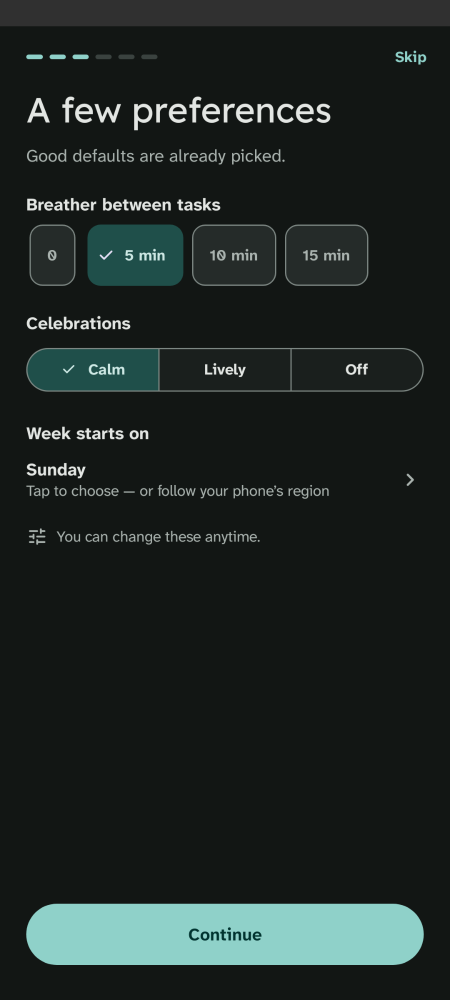 Skip
A few preferences
Good defaults are already picked.
Breather between tasks
0 5 min 10 min 15 min
Celebrations
Calm Lively Off
Week starts on
Sunday
Tap to choose — or follow your phone's region
You can change these anytime.
Continue